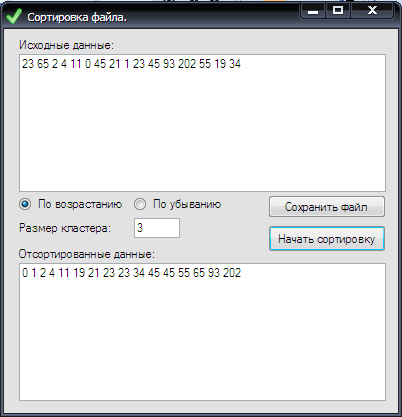 Сортировка файла.
Исходные данные:
23 65 2 4 11 0 45 21 1 23 45 93 202 55 19 34
По возрастанию По убыванию Сохранить файл
Размер кластера: 3
Начать сортировку
Отсортированные данные:
0 1 2 4 11 19 21 23 23 34 45 45 55 65 93 202